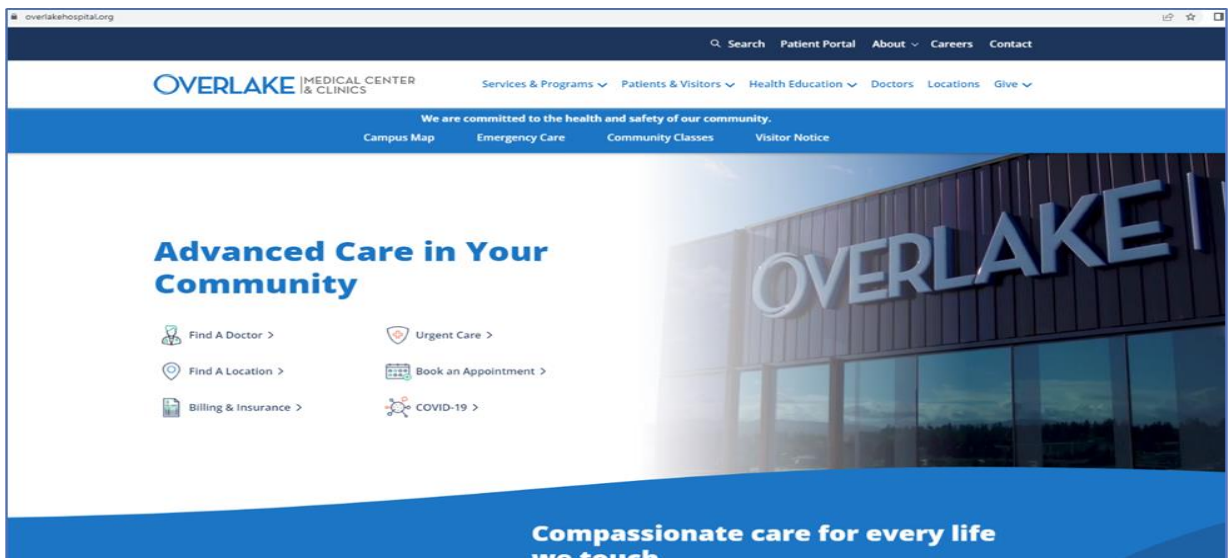 overlakehospital.org
Search Patient Portal About Careers Contact
OVERLAKE MEDICAL CENTER & CLINICS
Services & Programs Patients & Visitors Health Education Doctors Locations Give
We are committed to the health and safety of our community.
Campus Map Emergency Care Community Classes Visitor Notice
Advanced Care in Your
Community
Find A Doctor >
Urgent Care >
Find A Location >
Book an Appointment >
Billing & Insurance >
COVID-19 >
OVERLAKE
Compassionate care for every life
we touch